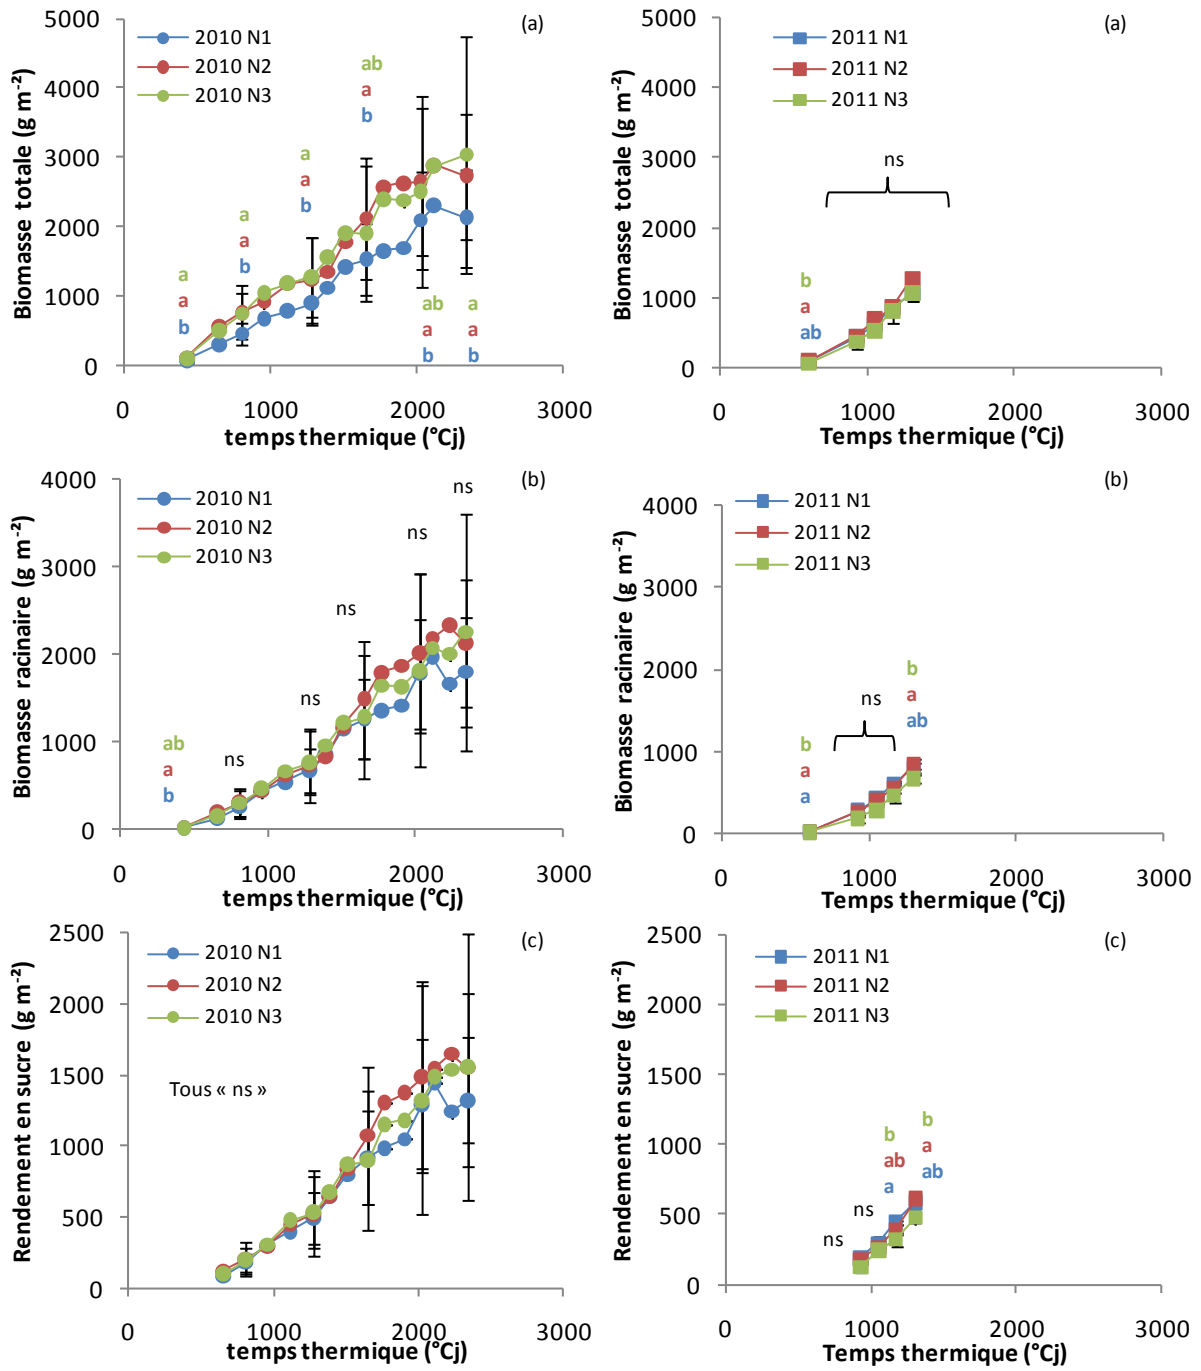 Biomasse totale (g m⁻²)
5000
4000
3000
2000
1000
0
2010 N1
2010 N2
2010 N3
(a)
a
a
b
a
a
b
a
a
b
ab
a
b
ab
a
b
a
a
b
0
1000
2000
3000
temps thermique (°Cj)
Biomasse totale (g m⁻²)
5000
4000
3000
2000
1000
0
2011 N1
2011 N2
2011 N3
(a)
ns
b
a
ab
0
1000
2000
3000
Temps thermique (°Cj)
Biomasse racinaire (g m⁻²)
4000
3000
2000
1000
0
2010 N1
2010 N2
2010 N3
(b)
ab
a
b
ns
ns
ns
ns
ns
0
1000
2000
3000
temps thermique (°Cj)
Biomasse racinaire (g m⁻²)
4000
3000
2000
1000
0
2011 N1
2011 N2
2011 N3
(b)
b
a
a
ns
b
a
ab
0
1000
2000
3000
Temps thermique (°Cj)
Rendement en sucre (g m⁻²)
2500
2000
1500
1000
500
0
2010 N1
2010 N2
2010 N3
(c)
Tous « ns »
0
1000
2000
3000
temps thermique (°Cj)
Rendement en sucre (g m⁻²)
2500
2000
1500
1000
500
0
2011 N1
2011 N2
2011 N3
(c)
ns
ns
b
ab
a
b
a
ab
0
1000
2000
3000
Temps thermique (°Cj)